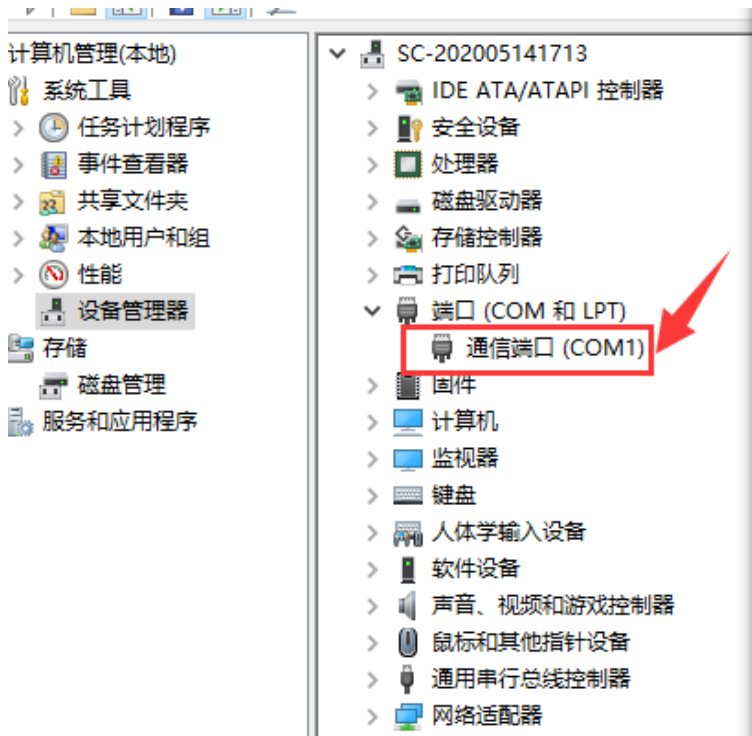 计算机管理(本地)
系统工具
任务计划程序
事件查看器
共享文件夹
本地用户和组
性能
设备管理器
存储
磁盘管理
服务和应用程序
SC-202005141713
IDE ATA/ATAPI 控制器
安全设备
处理器
磁盘驱动器
存储控制器
打印队列
端口 (COM 和 LPT)
通信端口 (COM1)
固件
计算机
监视器
键盘
人体学输入设备
软件设备
声音、视频和游戏控制器
鼠标和其他指针设备
通用串行总线控制器
网络适配器